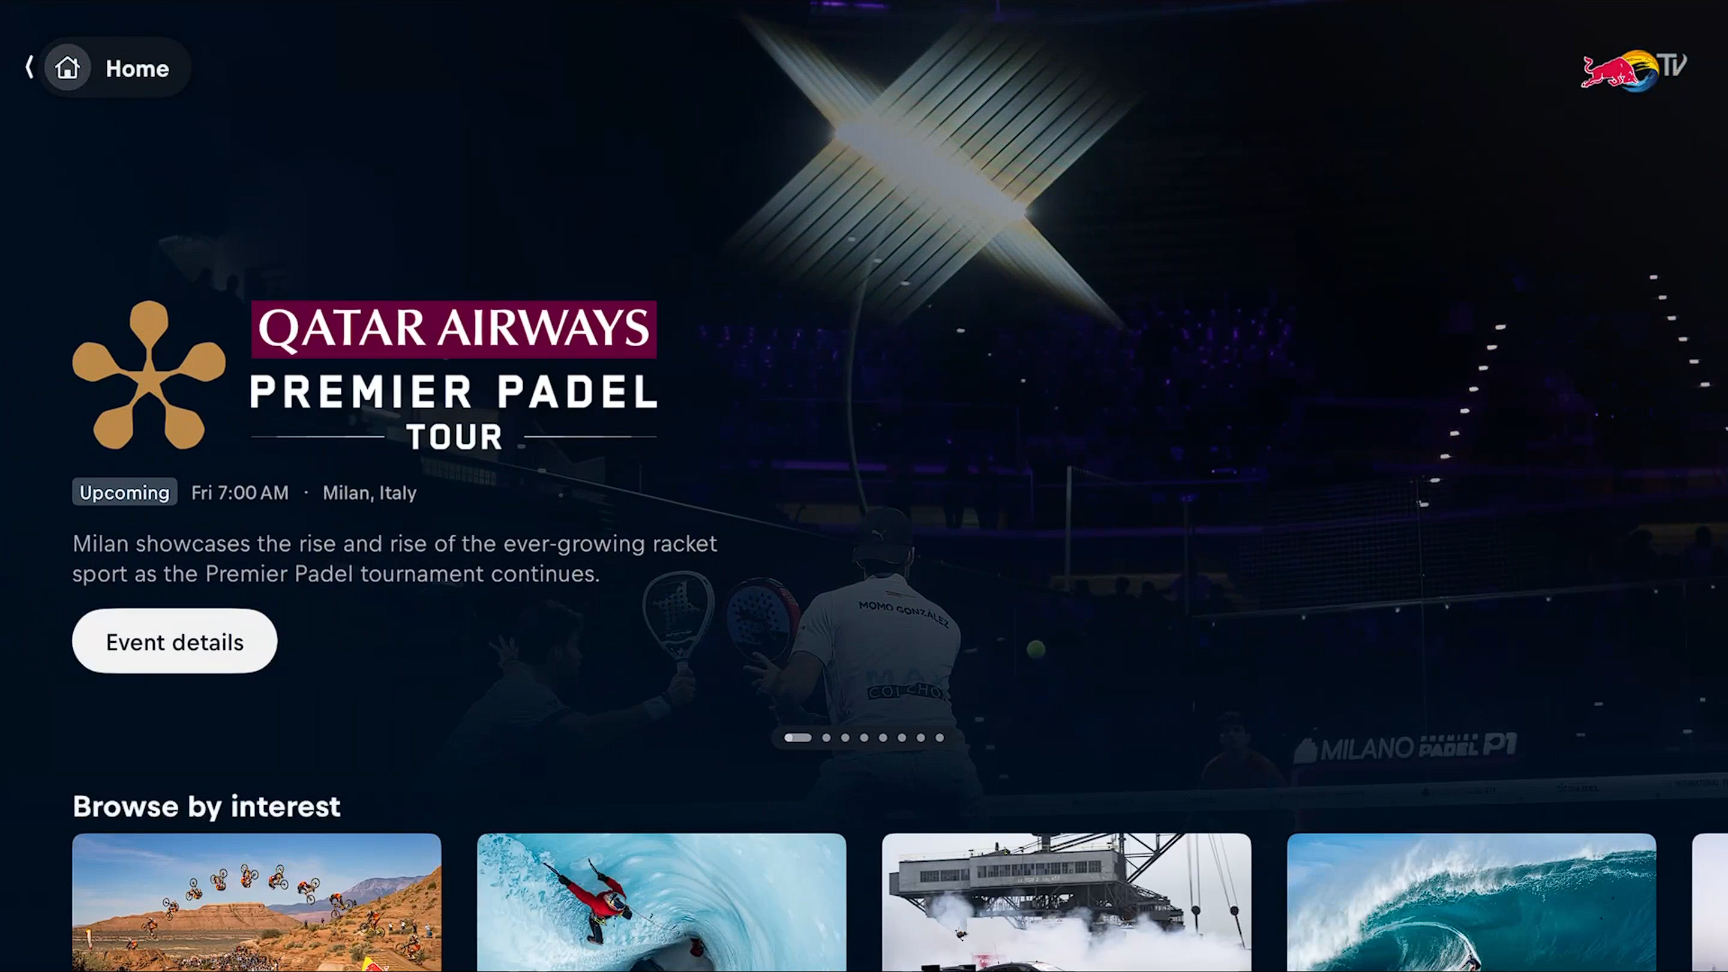 Home
TV
QATAR AIRWAYS
PREMIER PADEL
TOUR
Upcoming Fri 7:00 AM · Milan, Italy
Milan showcases the rise and rise of the ever-growing racket
sport as the Premier Padel tournament continues.
MOMO GONZÁLEZ
Event details
MILANO PREMIER PADEL P1
Browse by interest